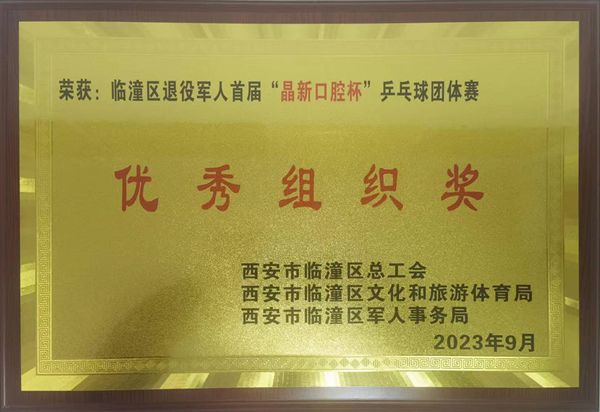 荣获：临潼区退役军人首届“晶新口腔杯”乒乓球团体赛
优秀组织奖
西安市临潼区总工会
西安市临潼区文化和旅游体育局
西安市临潼区军人事务局
2023年9月